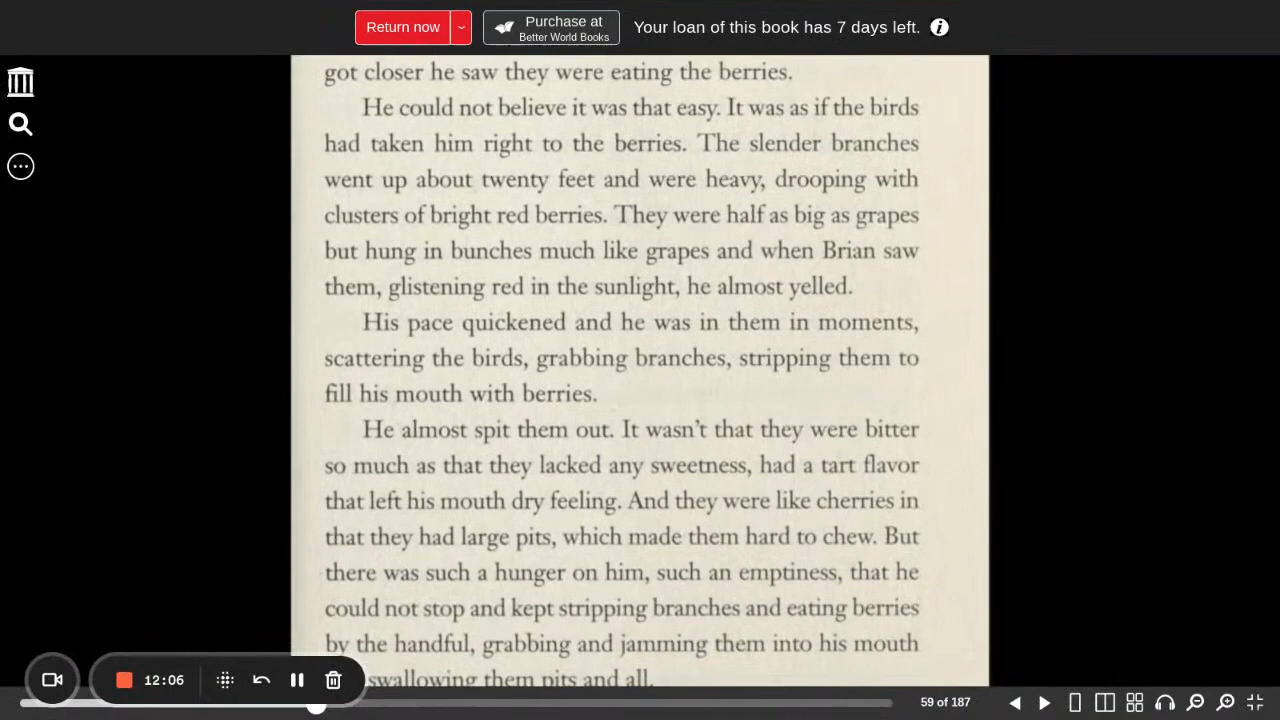 Return now
Purchase at
Better World Books
Your loan of this book has 7 days left.
got closer he saw they were eating the berries.
He could not believe it was that easy. It was as if the birds
had taken him right to the berries. The slender branches
went up about twenty feet and were heavy, drooping with
clusters of bright red berries. They were half as big as grapes
but hung in bunches much like grapes and when Brian saw
them, glistening red in the sunlight, he almost yelled.
His pace quickened and he was in them in moments,
scattering the birds, grabbing branches, stripping them to
fill his mouth with berries.
He almost spit them out. It wasn't that they were bitter
so much as that they lacked any sweetness, had a tart flavor
that left his mouth dry feeling. And they were like cherries in
that they had large pits, which made them hard to chew. But
there was such a hunger on him, such an emptiness, that he
could not stop and kept stripping branches and eating berries
by the handful, grabbing and jamming them into his mouth
swallowing them pits and all.
12:06
59 of 187